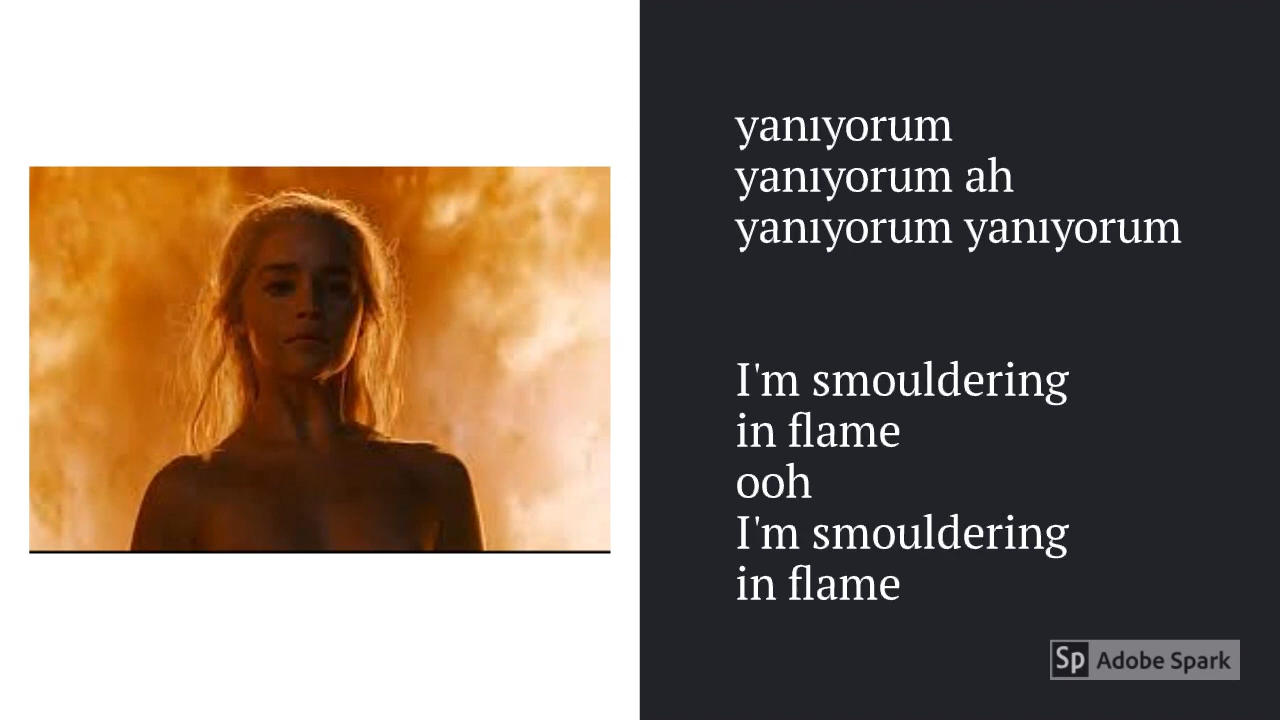 yanıyorum
yanıyorum ah
yanıyorum yanıyorum
I'm smouldering
in flame
ooh
I'm smouldering
in flame
Sp Adobe Spark